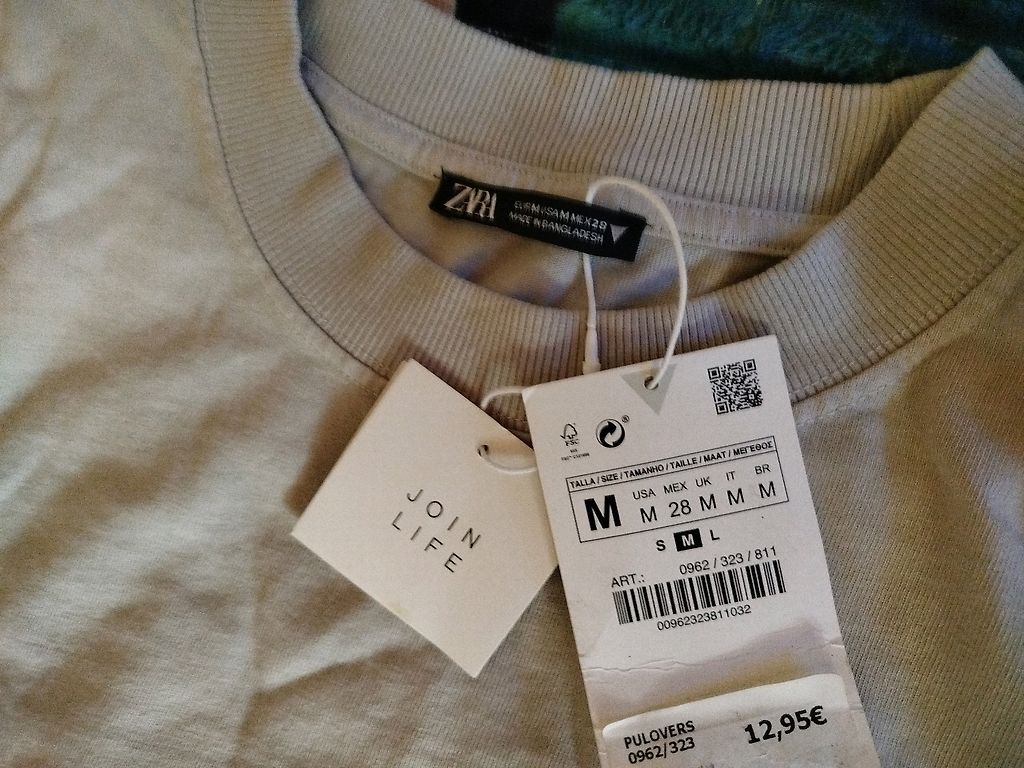 ZARA
EUR M USA M MEX 28
MADE IN BANGLADESH
JOIN
LIFE
FSC
®
TALLA / SIZE / TAMANHO / TAILLE / MAAT / ΜΕΓΕΘΟΣ
M
USA MEX UK IT BR
M 28 M M M
S M L
ART.: 0962 / 323 / 811
00962323811032
PULOVERS
0962/323
12,95€